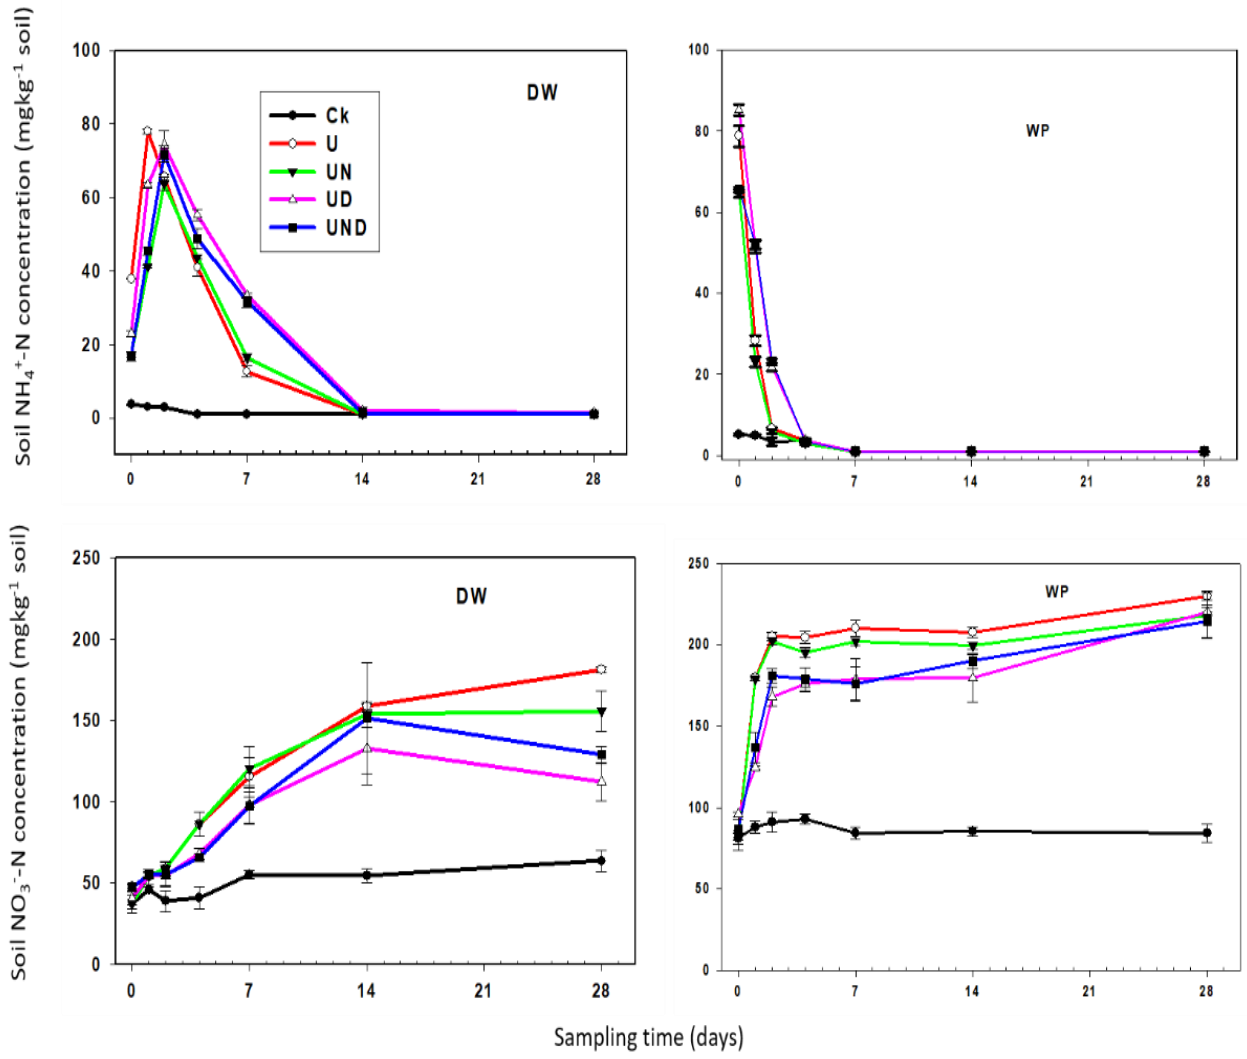 Soil NH₄⁺-N concentration (mgkg⁻¹ soil)
100
80
60
40
20
0
DW
Ck
U
UN
UD
UND
0 7 14 21 28
100
80
60
40
20
0
WP
0 7 14 21 28
Soil NO₃⁻-N concentration (mgkg⁻¹ soil)
250
200
150
100
50
0
DW
0 7 14 21 28
250
200
150
100
50
0
WP
0 7 14 21 28
Sampling time (days)